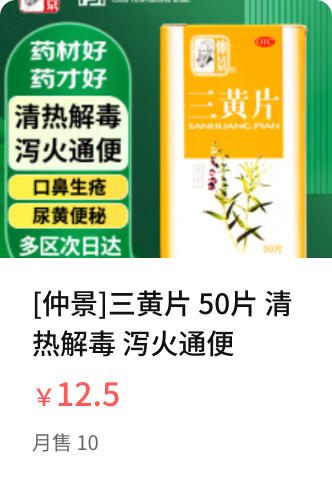 仲景
药材好
药才好
清热解毒
泻火通便
口鼻生疮
尿黄便秘
多区次日达
仲景
OTC
三黄片
SANHUANG PIAN
50片
[仲景]三黄片 50片 清
热解毒 泻火通便
￥12.5
月售 10